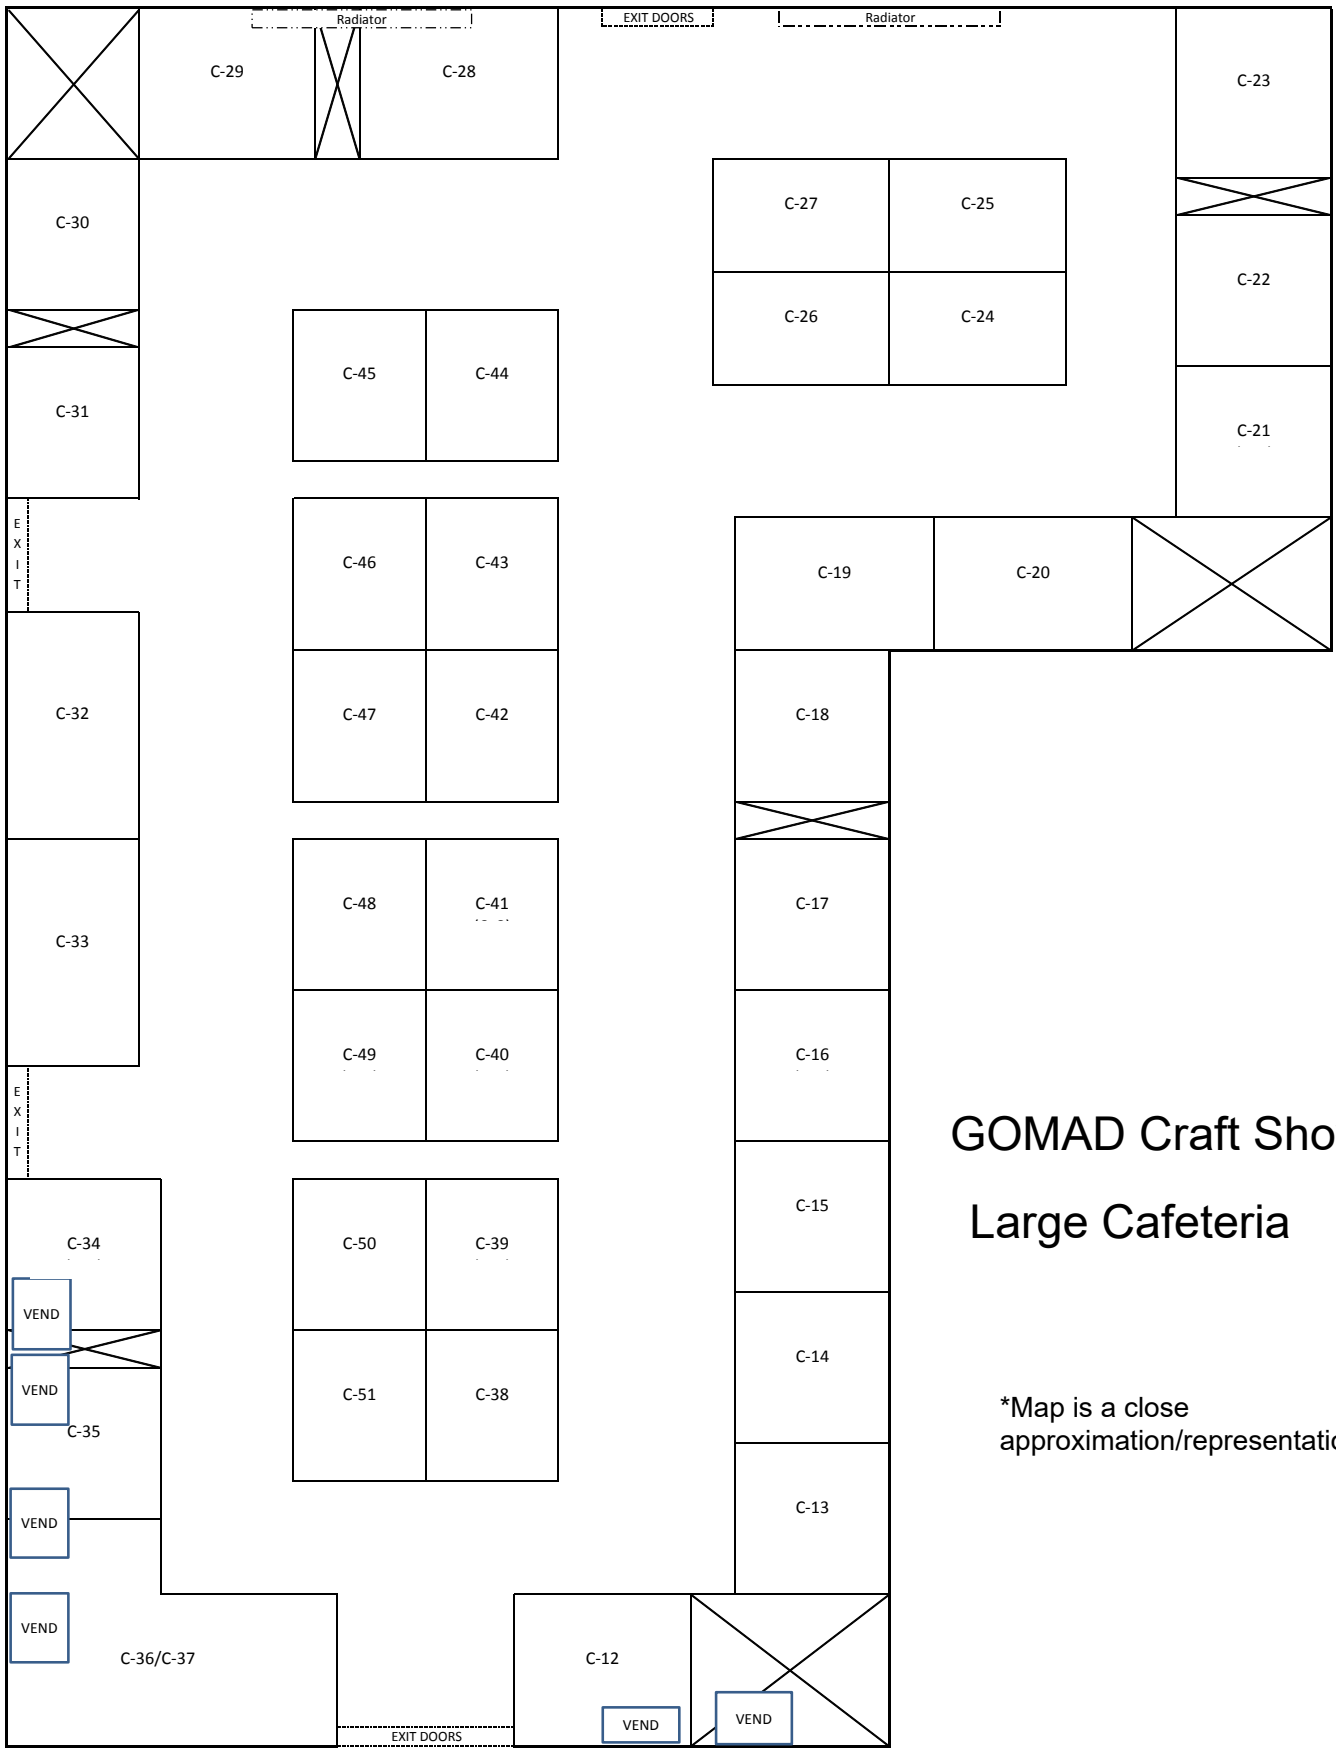 Radiator
EXIT DOORS
Radiator
C-29
C-28
C-23
C-27
C-25
C-30
C-22
C-26
C-24
C-45
C-44
C-31
C-21
E
X
I
T
C-46
C-43
C-19
C-20
C-32
C-47
C-42
C-18
C-48
C-41
C-17
C-33
C-49
C-40
C-16
E
X
I
T
GOMAD Craft Sho
C-15
Large Cafeteria
C-34
C-50
C-39
VEND
C-14
VEND
C-51
C-38
*Map is a close
approximation/representatio
C-35
C-13
VEND
VEND
C-36/C-37
C-12
VEND
VEND
EXIT DOORS